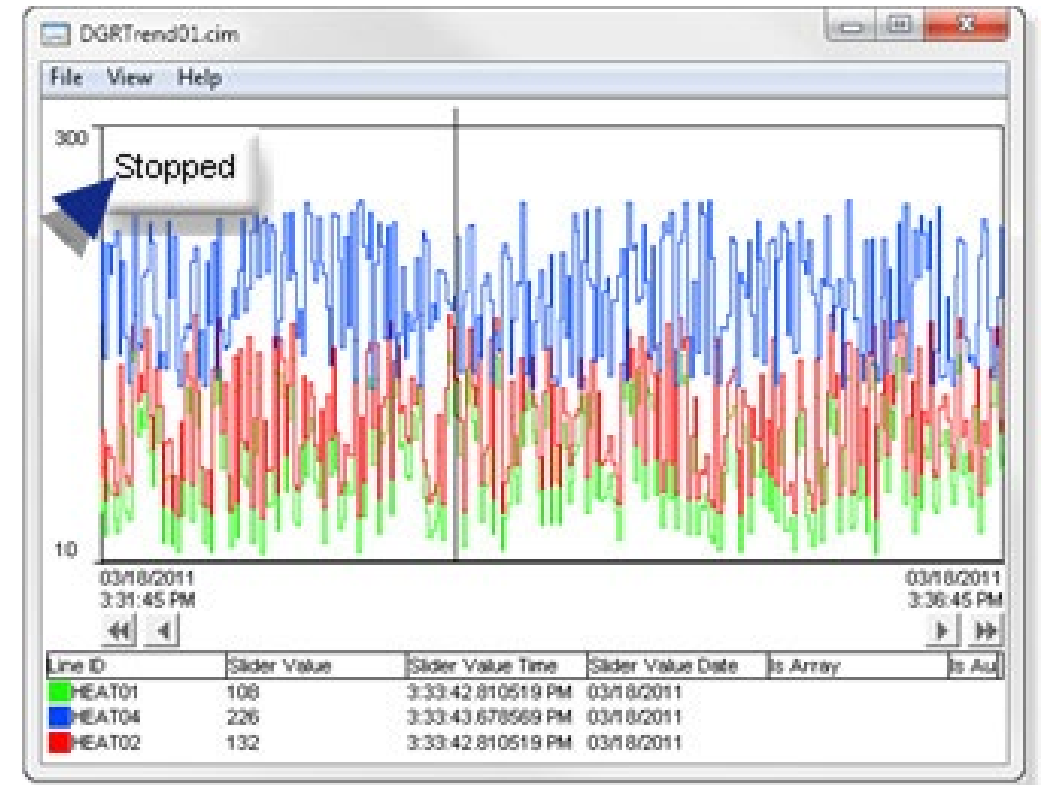 DGRTrend01.cim
File View Help
300
Stopped
10
03/18/2011
3:31:45 PM
03/18/2011
3:36:45 PM
Line ID Slider Value Slider Value Time Slider Value Date Is Array Is Au
HEAT01 108 3:33:42.810519 PM 03/18/2011
HEAT04 226 3:33:43.678569 PM 03/18/2011
HEAT02 132 3:33:42.810519 PM 03/18/2011